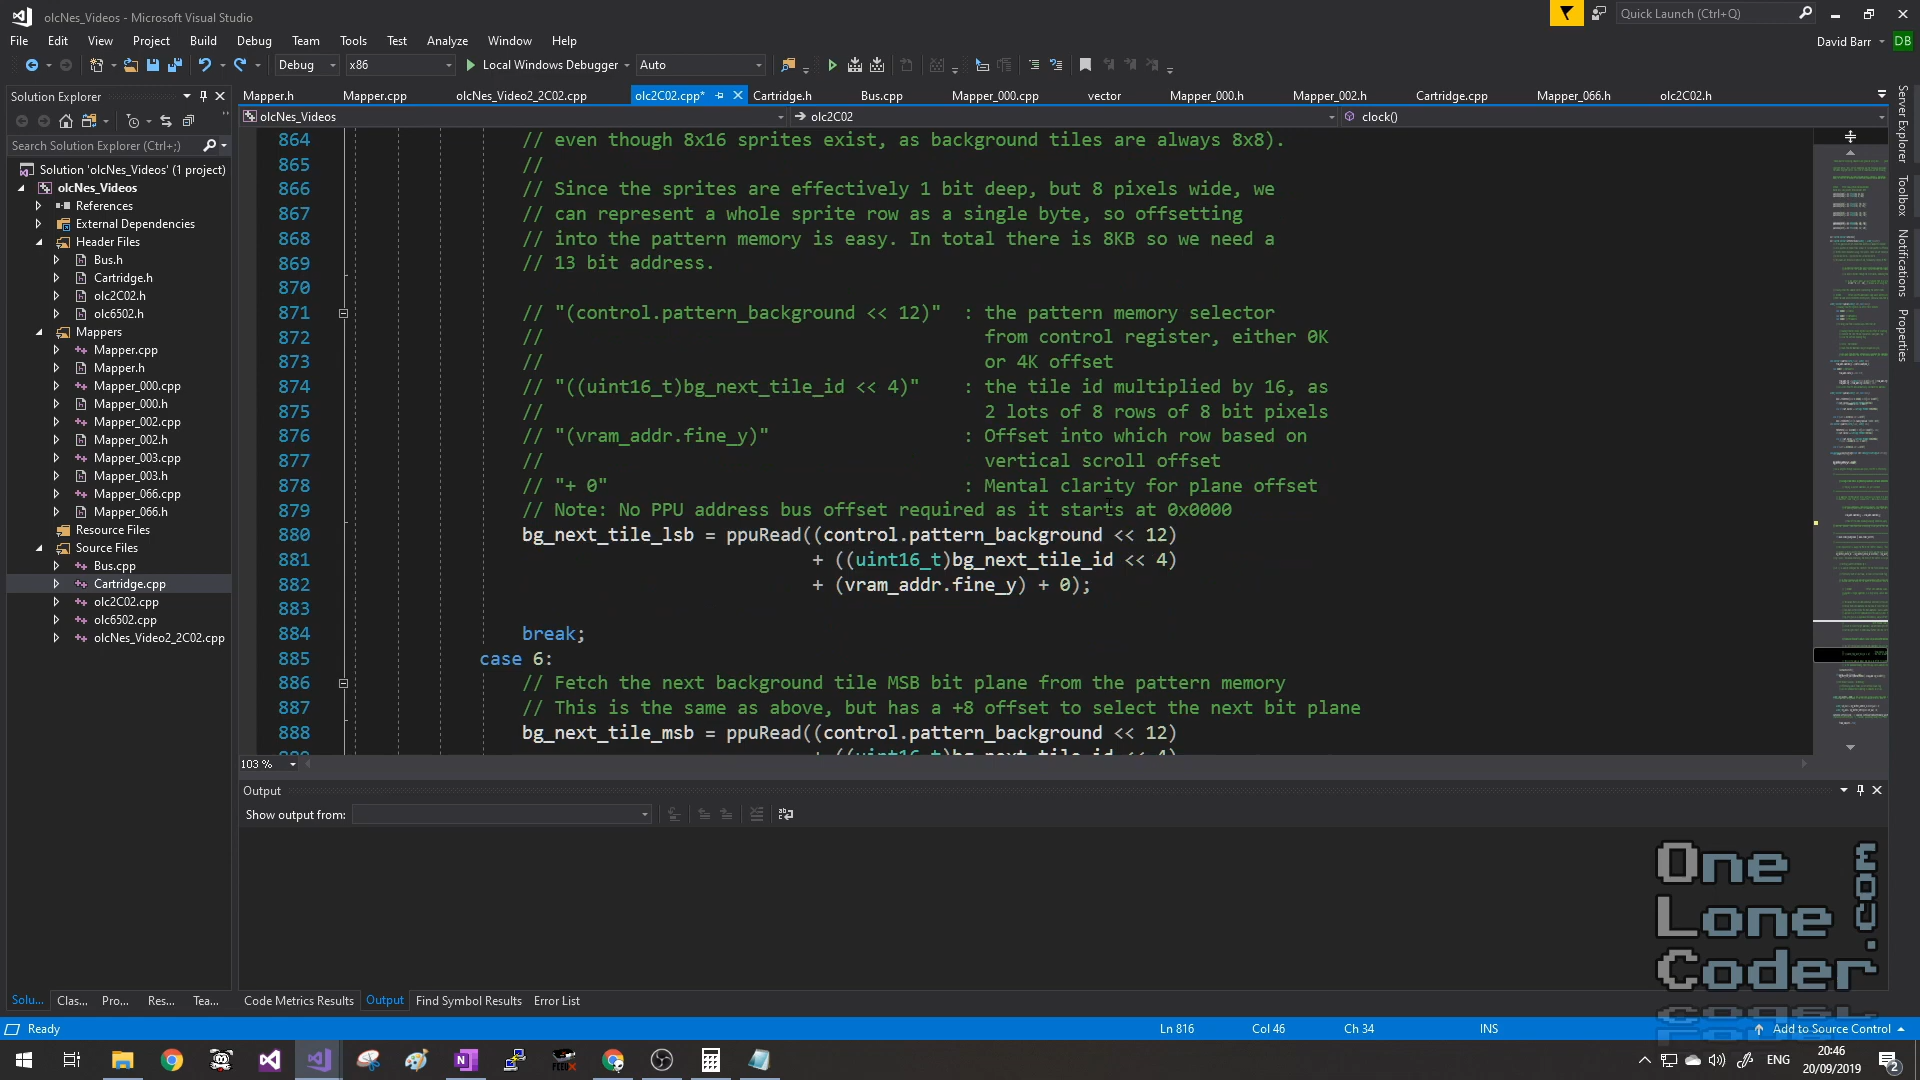 olcNes_Videos - Microsoft Visual Studio
Quick Launch (Ctrl+Q)
File Edit View Project Build Debug Team Tools Test Analyze Window Help
David Barr DB
Debug x86 Local Windows Debugger Auto
Solution Explorer
Mapper.h Mapper.cpp olcNes_Video2_2C02.cpp olc2C02.cpp* Cartridge.h Bus.cpp Mapper_000.cpp vector Mapper_000.h Mapper_002.h Cartridge.cpp Mapper_066.h olc2C02.h
olcNes_Videos olc2C02 clock()
Search Solution Explorer (Ctrl+;)
Solution 'olcNes_Videos' (1 project)
olcNes_Videos
References
External Dependencies
Header Files
Bus.h
Cartridge.h
olc2C02.h
olc6502.h
Mappers
Mapper.cpp
Mapper.h
Mapper_000.cpp
Mapper_000.h
Mapper_002.cpp
Mapper_002.h
Mapper_003.cpp
Mapper_003.h
Mapper_066.cpp
Mapper_066.h
Resource Files
Source Files
Bus.cpp
Cartridge.cpp
olc2C02.cpp
olc6502.cpp
olcNes_Video2_2C02.cpp
864 // even though 8x16 sprites exist, as background tiles are always 8x8).
865 //
866 // Since the sprites are effectively 1 bit deep, but 8 pixels wide, we
867 // can represent a whole sprite row as a single byte, so offsetting
868 // into the pattern memory is easy. In total there is 8KB so we need a
869 // 13 bit address.
870
871 // "(control.pattern_background << 12)" : the pattern memory selector
872 // from control register, either 0K
873 // or 4K offset
874 // "((uint16_t)bg_next_tile_id << 4)" : the tile id multiplied by 16, as
875 // 2 lots of 8 rows of 8 bit pixels
876 // "(vram_addr.fine_y)" : Offset into which row based on
877 // vertical scroll offset
878 // "+ 0" : Mental clarity for plane offset
879 // Note: No PPU address bus offset required as it starts at 0x0000
880 bg_next_tile_lsb = ppuRead((control.pattern_background << 12)
881 + ((uint16_t)bg_next_tile_id << 4)
882 + (vram_addr.fine_y) + 0);
883
884 break;
885 case 6:
886 // Fetch the next background tile MSB bit plane from the pattern memory
887 // This is the same as above, but has a +8 offset to select the next bit plane
888 bg_next_tile_msb = ppuRead((control.pattern_background << 12)
889 + ((uint16_t)bg_next_tile_id << 4)
103 %
Output
Show output from:
Server Explorer
Toolbox
Notifications
Properties
One
Lone
Coder
.com
Solu... Clas... Pro... Res... Tea... Code Metrics Results Output Find Symbol Results Error List
Ready Ln 816 Col 46 Ch 34 INS Add to Source Control
ENG 20:46
20/09/2019 2